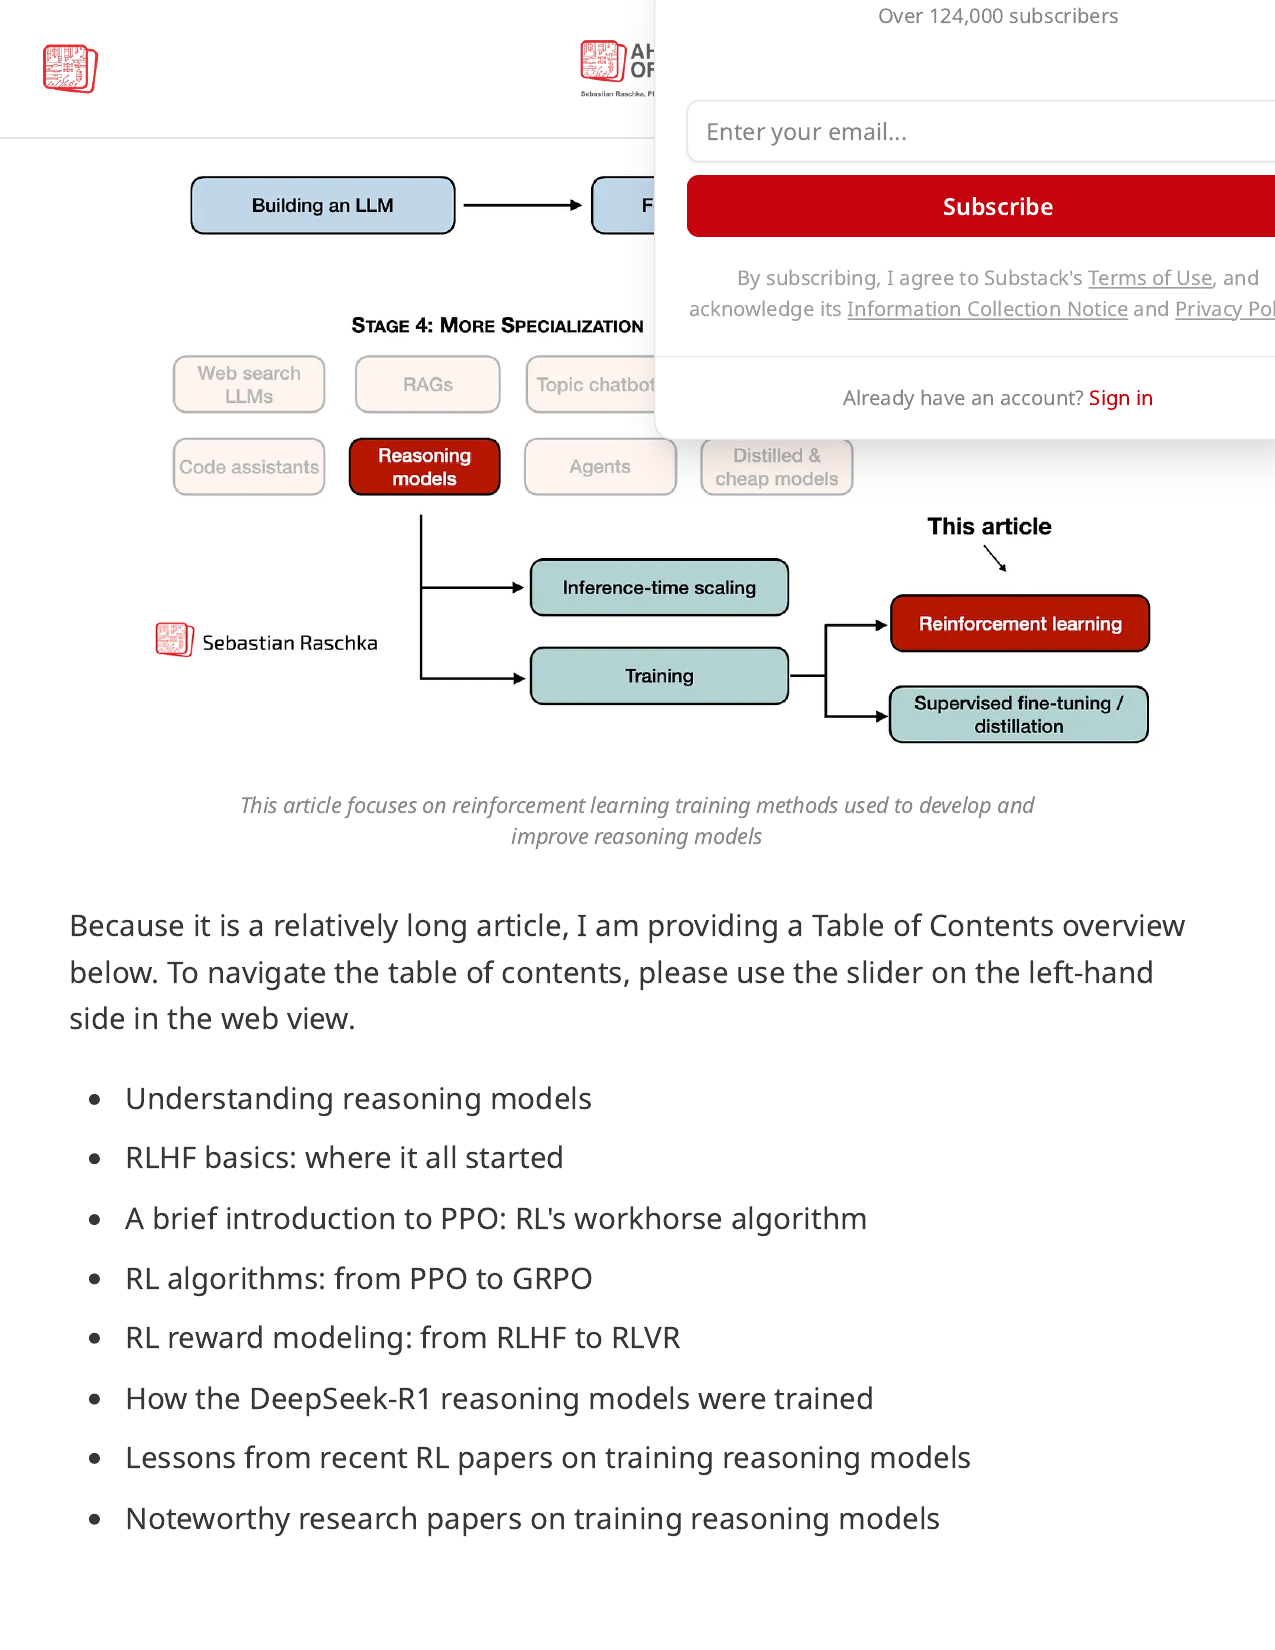 Over 124,000 subscribers
AH
OF
Sebastian Raschka, P
Enter your email...
Subscribe
By subscribing, I agree to Substack's Terms of Use, and
acknowledge its Information Collection Notice and Privacy Pol
Already have an account? Sign in
Building an LLM
F
STAGE 4: MORE SPECIALIZATION
Web search
LLMs
RAGs
Topic chatbot
Code assistants
Reasoning
models
Agents
Distilled &
cheap models
This article
Inference-time scaling
Reinforcement learning
Sebastian Raschka
Training
Supervised fine-tuning /
distillation
This article focuses on reinforcement learning training methods used to develop and
improve reasoning models
Because it is a relatively long article, I am providing a Table of Contents overview
below. To navigate the table of contents, please use the slider on the left-hand
side in the web view.
• Understanding reasoning models
• RLHF basics: where it all started
• A brief introduction to PPO: RL's workhorse algorithm
• RL algorithms: from PPO to GRPO
• RL reward modeling: from RLHF to RLVR
• How the DeepSeek-R1 reasoning models were trained
• Lessons from recent RL papers on training reasoning models
• Noteworthy research papers on training reasoning models